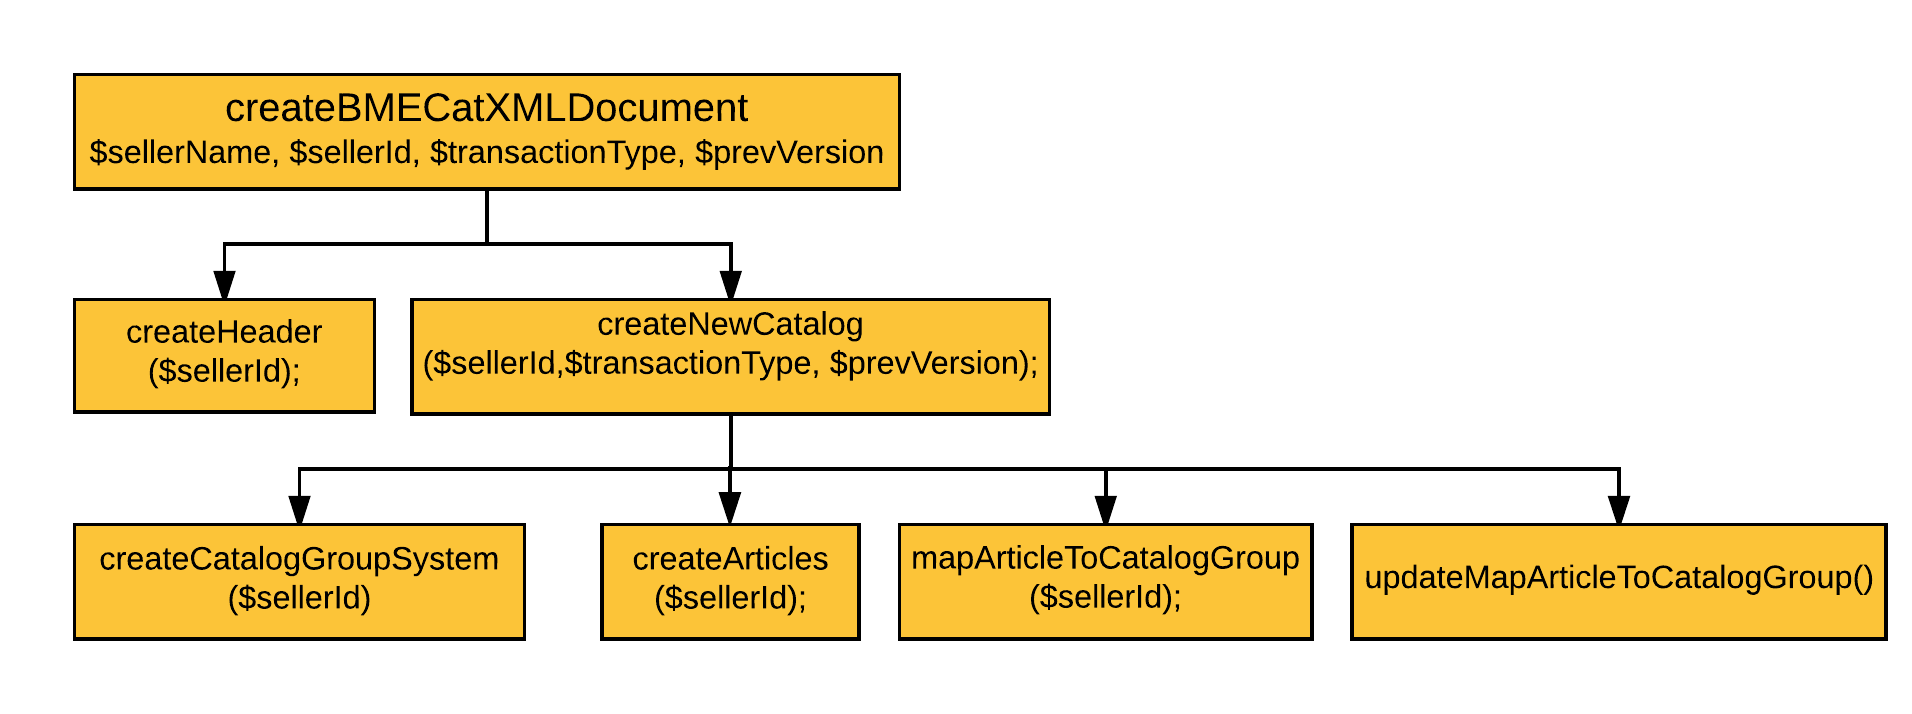 createBMECatXMLDocument
$sellerName, $sellerId, $transactionType, $prevVersion
createHeader
($sellerId);
createNewCatalog
($sellerId,$transactionType, $prevVersion);
createCatalogGroupSystem
($sellerId)
createArticles
($sellerId);
mapArticleToCatalogGroup
($sellerId);
updateMapArticleToCatalogGroup()